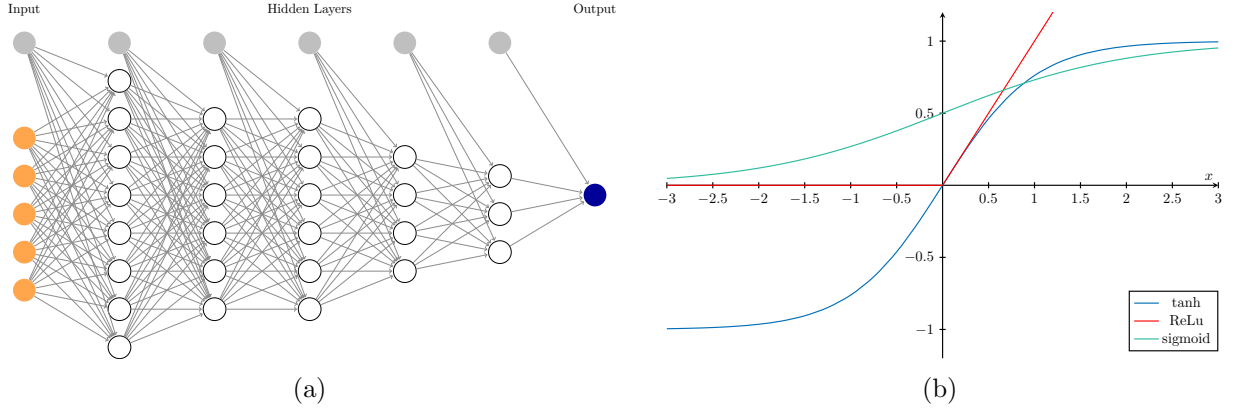 Input
Hidden Layers
Output
(a)
1
0.5
−0.5
−1
−3
−2.5
−2
−1.5
−1
−0.5
0.5
1
1.5
2
2.5
3
0
x
tanh
ReLu
sigmoid
(b)